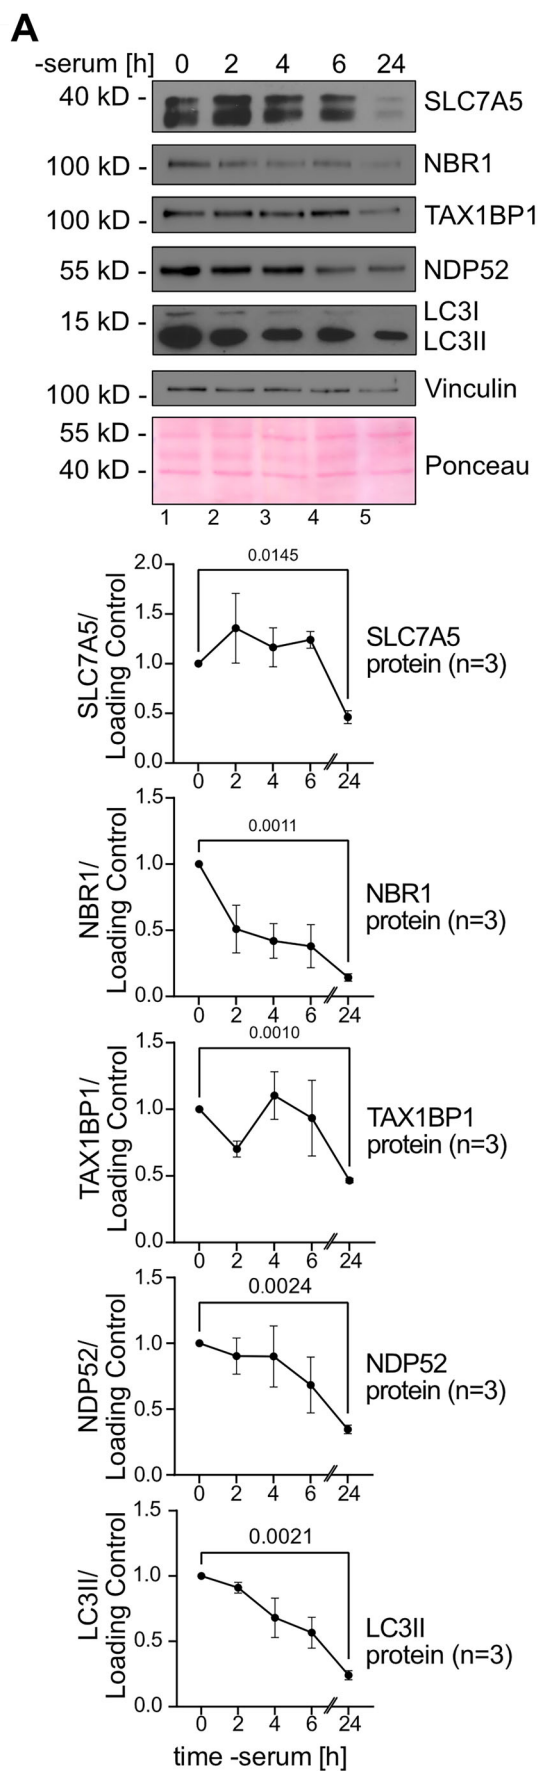 A
-serum [h] 0 2 4 6 24
40 kD - SLC7A5
100 kD - NBR1
100 kD - TAX1BP1
55 kD - NDP52
LC3I
15 kD -
LC3II
100 kD - Vinculin
55 kD -
40 kD - Ponceau
1 2 3 4 5
SLC7A5/
Loading Control
2.0
1.5
1.0
0.5
0.0
0.0145
SLC7A5
protein (n=3)
0 2 4 6 // 24
NBR1/
Loading Control
1.5
1.0
0.5
0.0
0.0011
NBR1
protein (n=3)
0 2 4 6 // 24
TAX1BP1/
Loading Control
1.5
1.0
0.5
0.0
0.0010
TAX1BP1
protein (n=3)
0 2 4 6 // 24
NDP52/
Loading Control
1.5
1.0
0.5
0.0
0.0024
NDP52
protein (n=3)
0 2 4 6 // 24
LC3II/
Loading Control
1.5
1.0
0.5
0.0
0.0021
LC3II
protein (n=3)
0 2 4 6 // 24
time -serum [h]